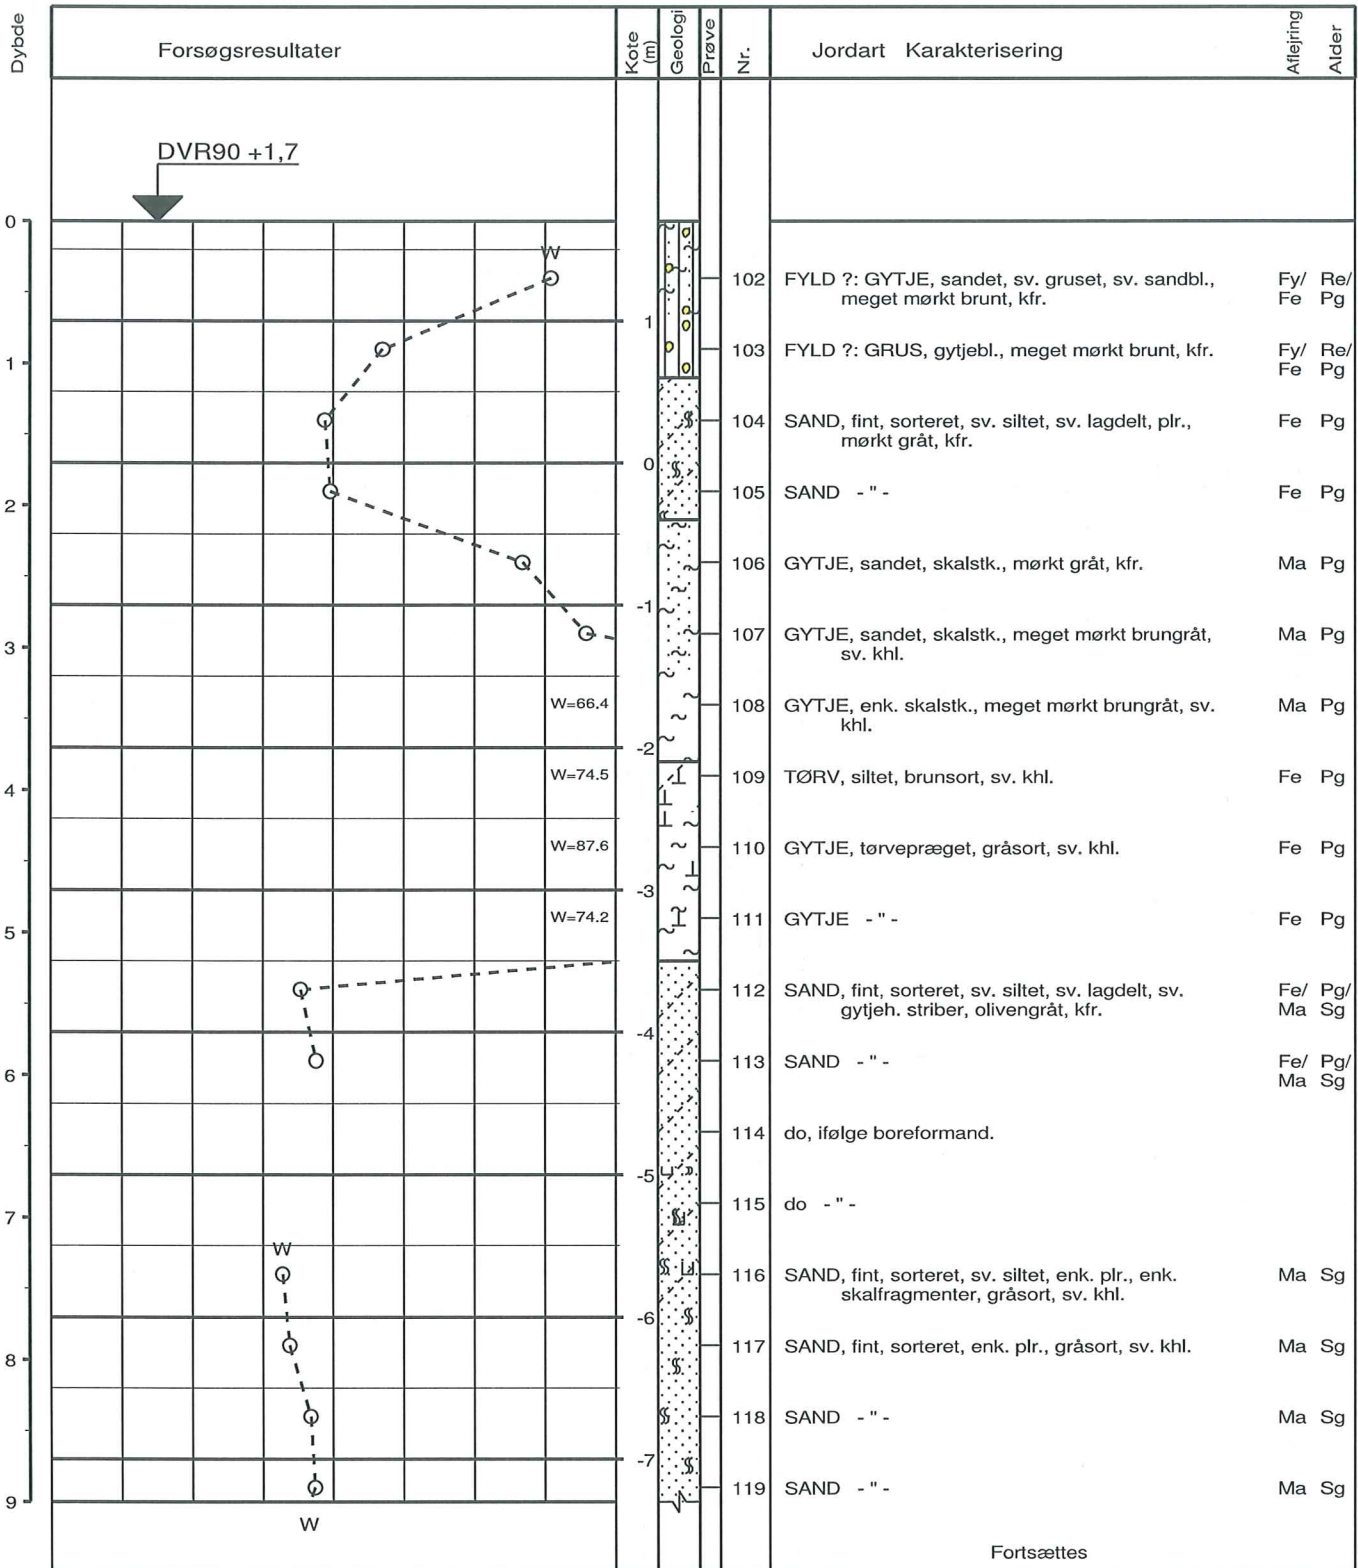 Dybde
Forsøgsresultater
Kote (m)
Geologi
Prøve
Nr.
Jordart Karakterisering
Aflejring
Alder
DVR90 +1,7
0
W
102 FYLD ?: GYTJE, sandet, sv. gruset, sv. sandbl., Fy/ Re/
meget mørkt brunt, kfr. Fe Pg
1
103 FYLD ?: GRUS, gytjebl., meget mørkt brunt, kfr. Fy/ Re/
1 Fe Pg
104 SAND, fint, sorteret, sv. siltet, sv. lagdelt, plr., Fe Pg
mørkt gråt, kfr.
0
105 SAND - " - Fe Pg
2
106 GYTJE, sandet, skalstk., mørkt gråt, kfr. Ma Pg
-1
107 GYTJE, sandet, skalstk., meget mørkt brungråt, Ma Pg
3 sv. khl.
W=66.4 108 GYTJE, enk. skalstk., meget mørkt brungråt, sv. Ma Pg
khl.
-2
W=74.5 109 TØRV, siltet, brunsort, sv. khl. Fe Pg
4
W=87.6 110 GYTJE, tørvepræget, gråsort, sv. khl. Fe Pg
-3
W=74.2 111 GYTJE - " - Fe Pg
5
112 SAND, fint, sorteret, sv. siltet, sv. lagdelt, sv. Fe/ Pg/
gytjeh. striber, olivengråt, kfr. Ma Sg
-4
113 SAND - " - Fe/ Pg/
6 Ma Sg
114 do, ifølge boreformand.
-5
115 do - " -
7
W
116 SAND, fint, sorteret, sv. siltet, enk. plr., enk. Ma Sg
skalfragmenter, gråsort, sv. khl.
-6
117 SAND, fint, sorteret, enk. plr., gråsort, sv. khl. Ma Sg
8
118 SAND - " - Ma Sg
-7
119 SAND - " - Ma Sg
9
W
Fortsættes